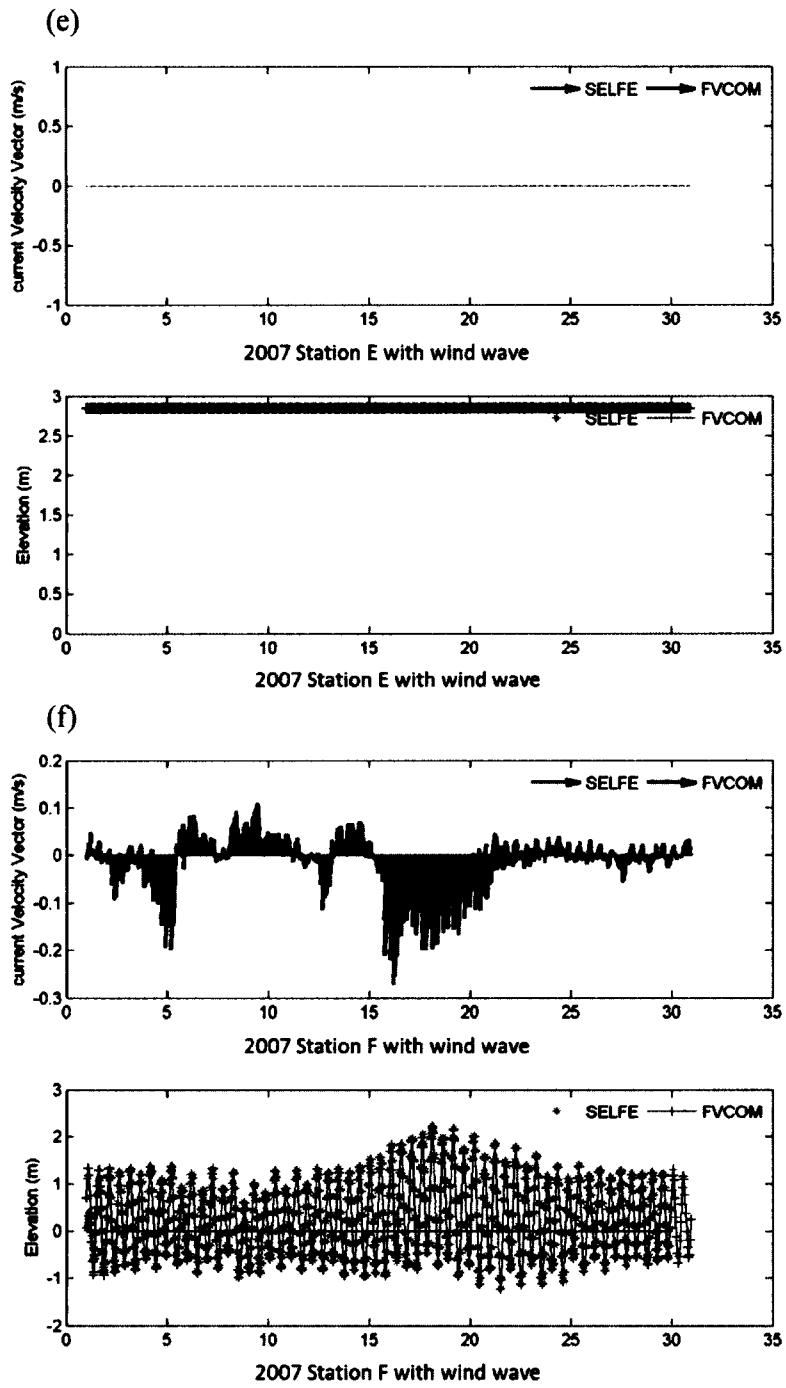 (e)
current Velocity Vector (m/s)
1
0.5
0
-0.5
-1
SELFE FVCOM
0 5 10 15 20 25 30 35
2007 Station E with wind wave
Elevation (m)
3
2.5
2
1.5
1
0.5
0
SELFE FVCOM
0 5 10 15 20 25 30 35
2007 Station E with wind wave
(f)
current Velocity Vector (m/s)
0.2
0.1
0
-0.1
-0.2
-0.3
SELFE FVCOM
0 5 10 15 20 25 30 35
2007 Station F with wind wave
Elevation (m)
3
2
1
0
-1
-2
SELFE FVCOM
0 5 10 15 20 25 30 35
2007 Station F with wind wave